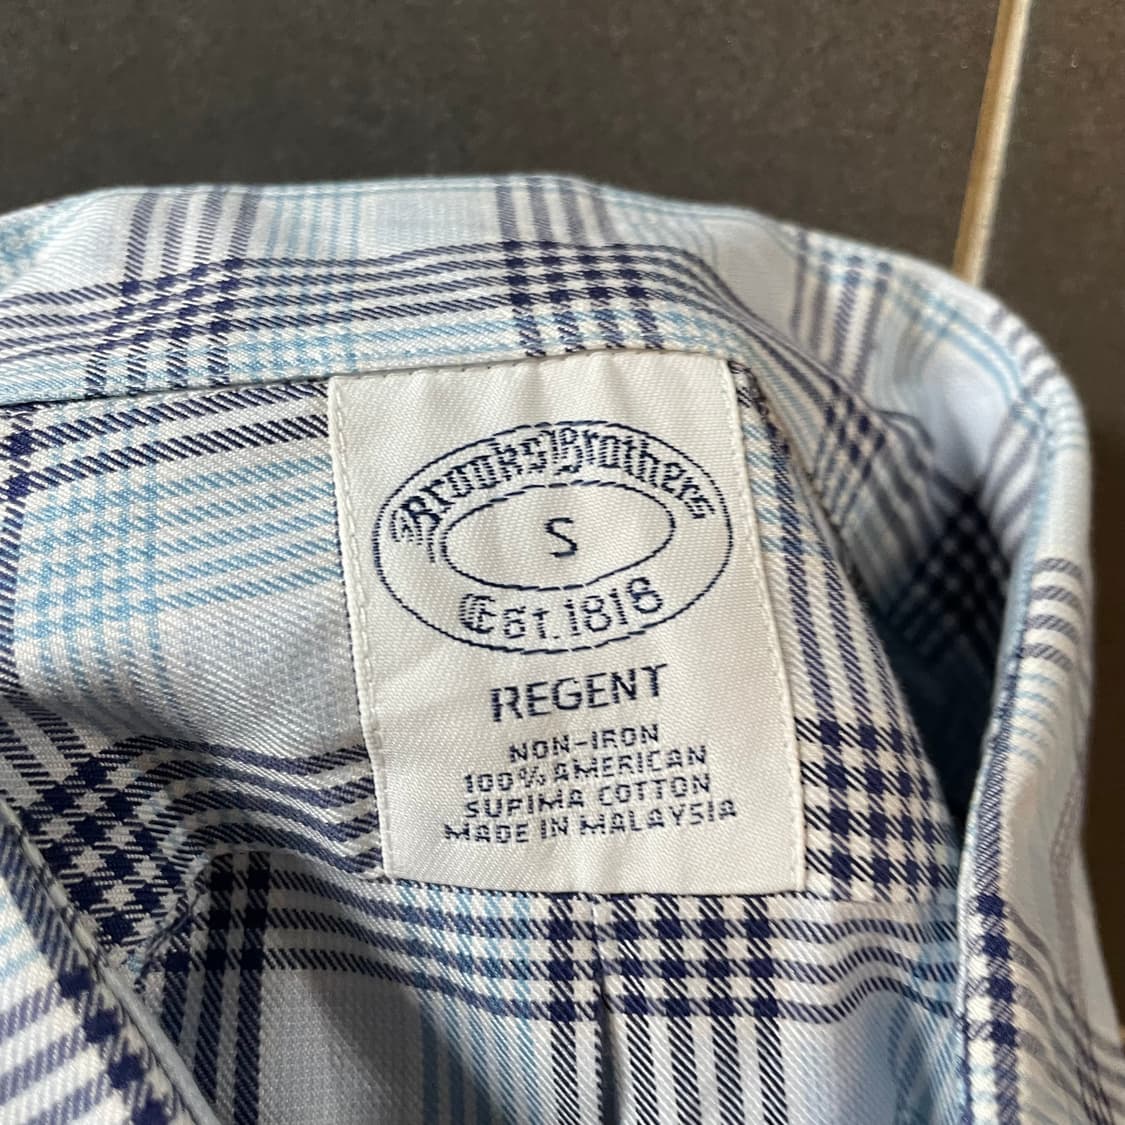 Brooks Brothers
S
Est. 1818
REGENT
NON-IRON
100% AMERICAN
SUPIMA COTTON
MADE IN MALAYSIA